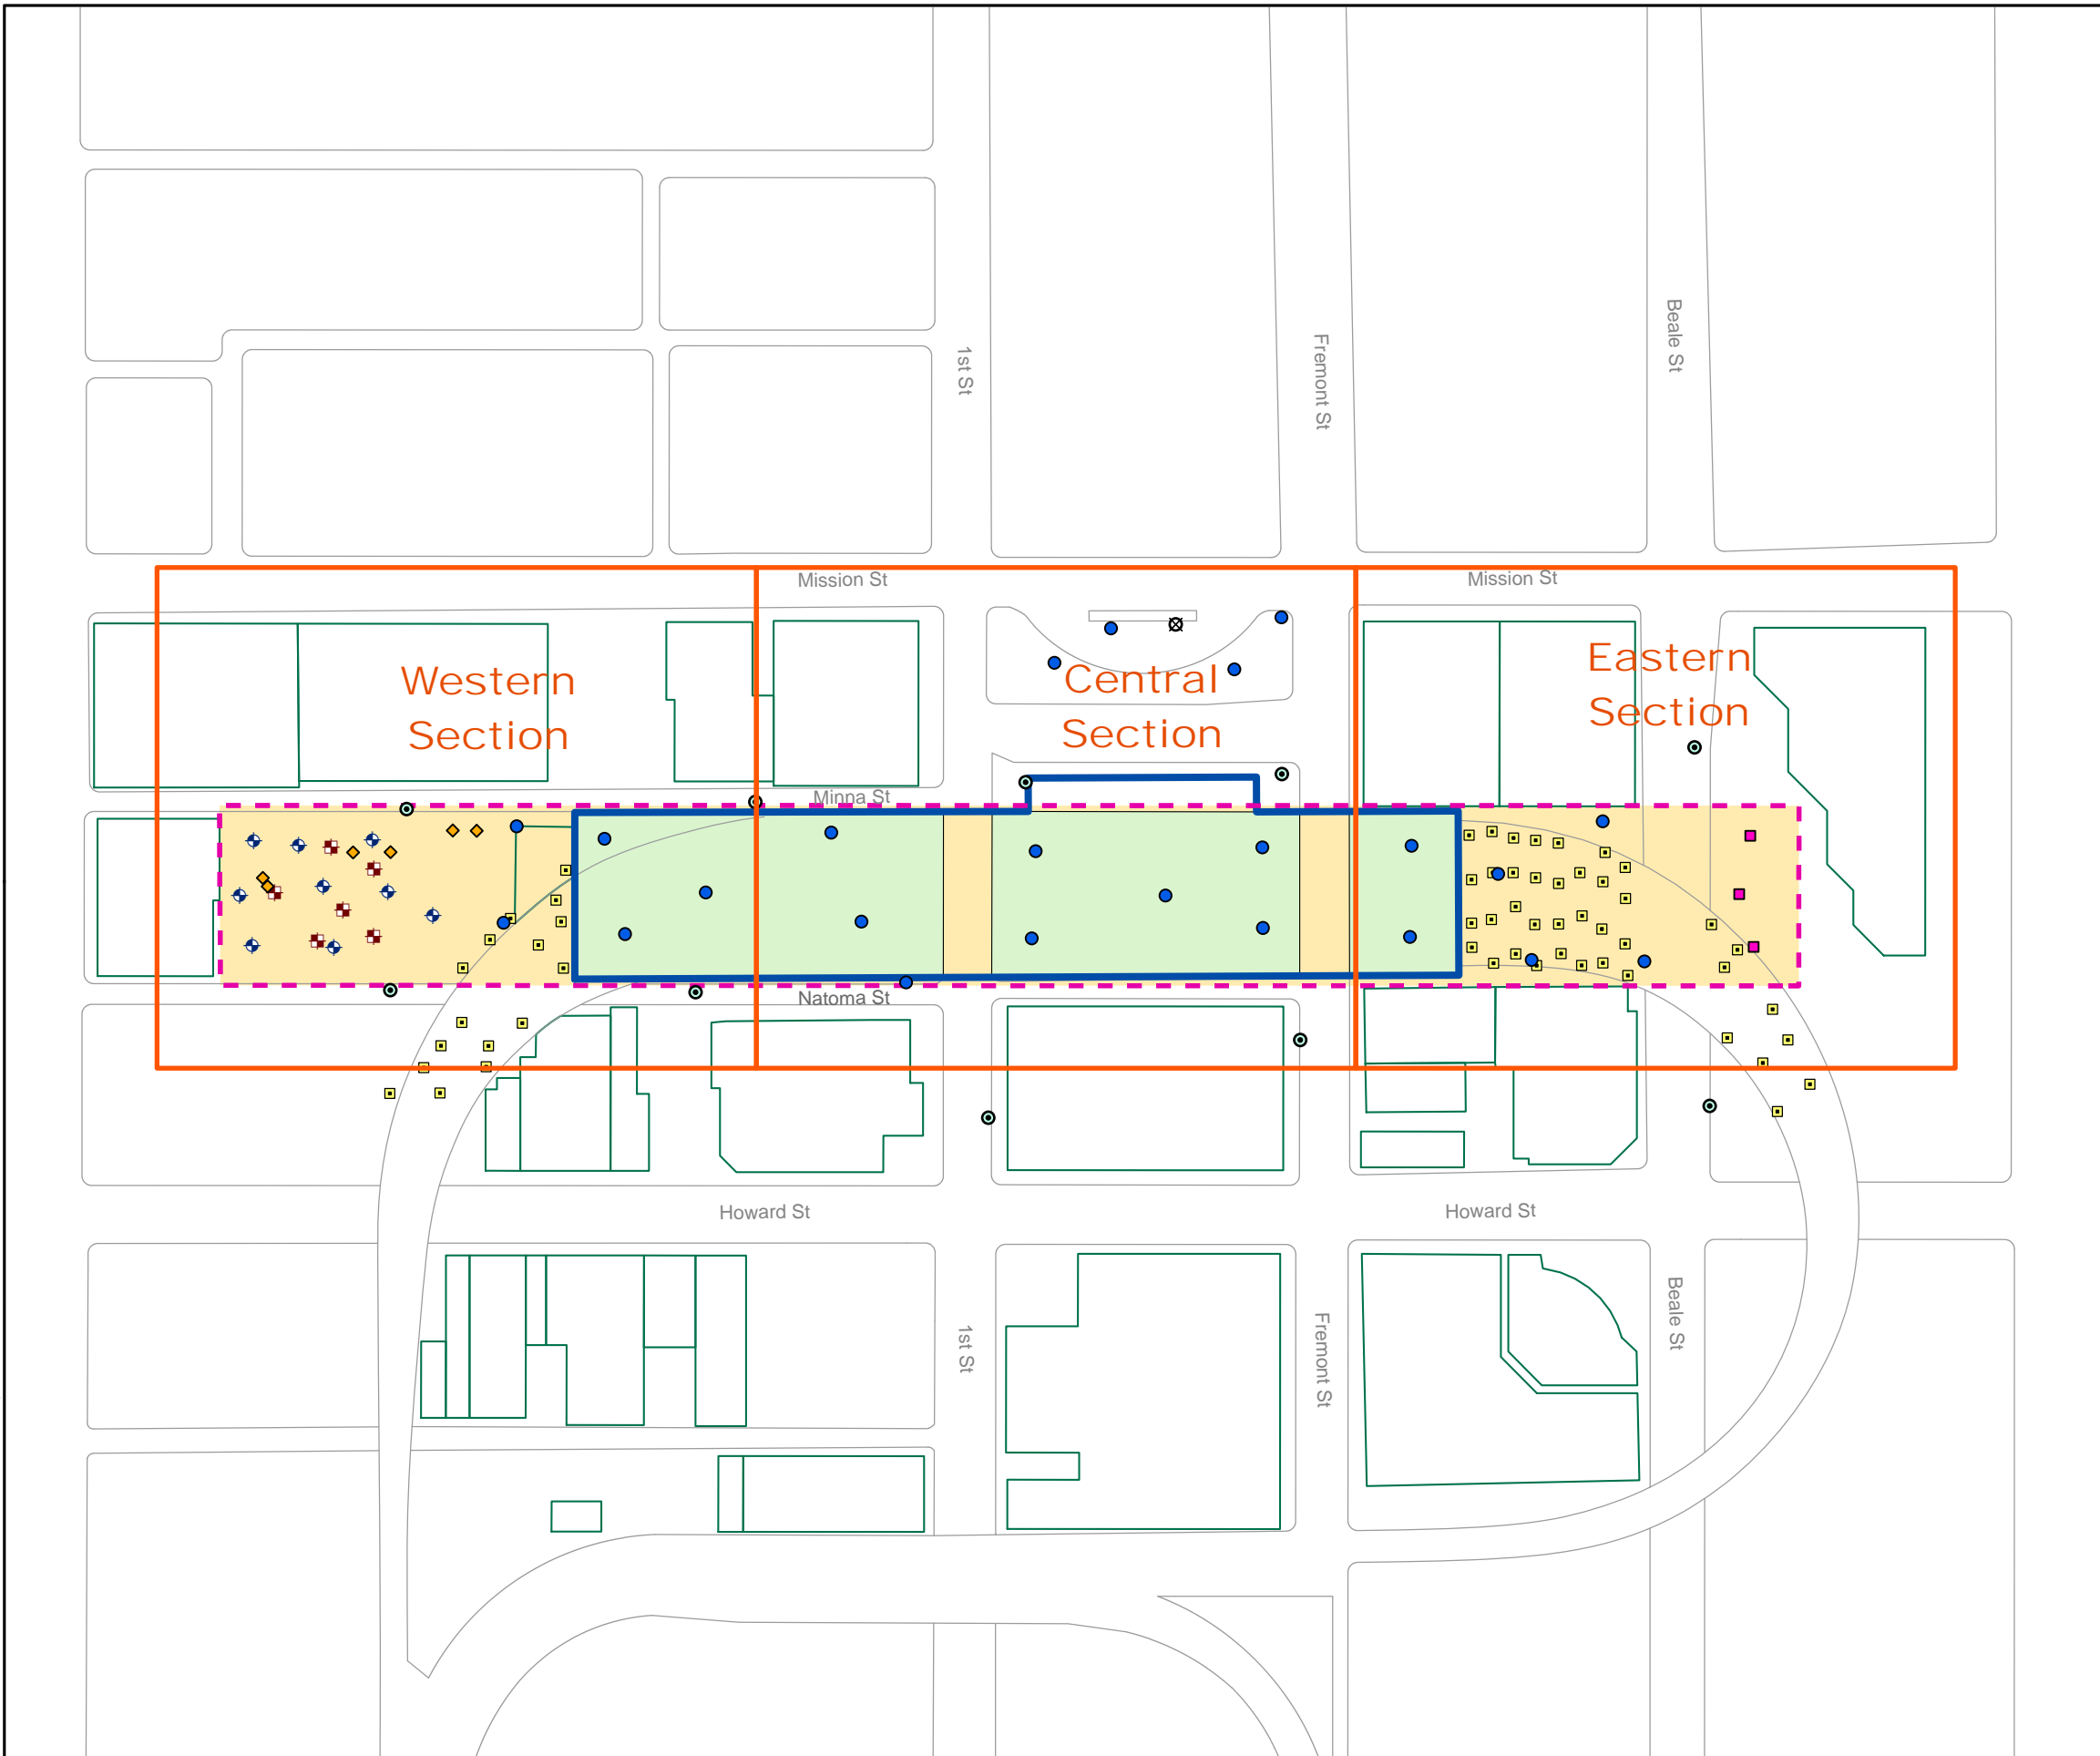 Beale St
Fremont St
1st St
Mission St
Mission St
Western
Section
Central
Section
Eastern
Section
Minna St
Natoma St
Howard St
Howard St
1st St
Fremont St
Beale St